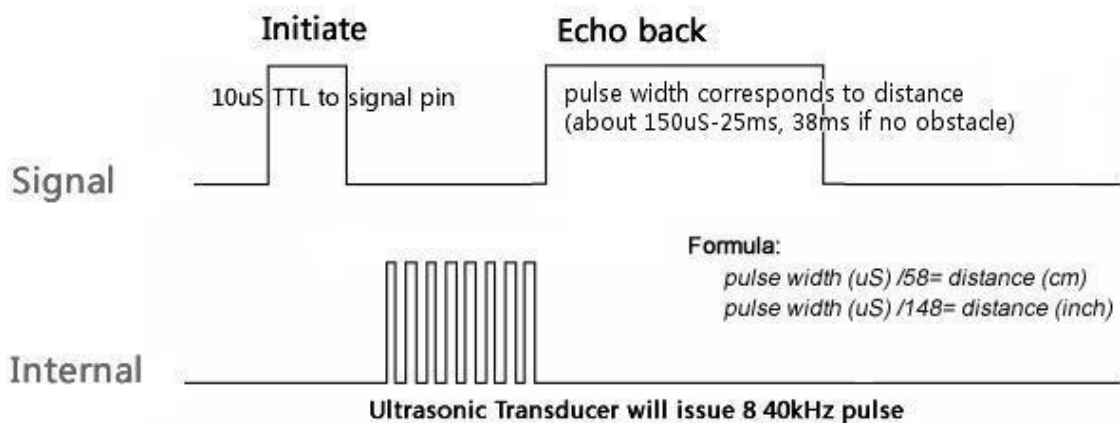 Initiate
Echo back
10uS TTL to signal pin
pulse width corresponds to distance
(about 150uS-25ms, 38ms if no obstacle)
Signal
Formula:
pulse width (uS) /58= distance (cm)
pulse width (uS) /148= distance (inch)
Internal
Ultrasonic Transducer will issue 8 40kHz pulse